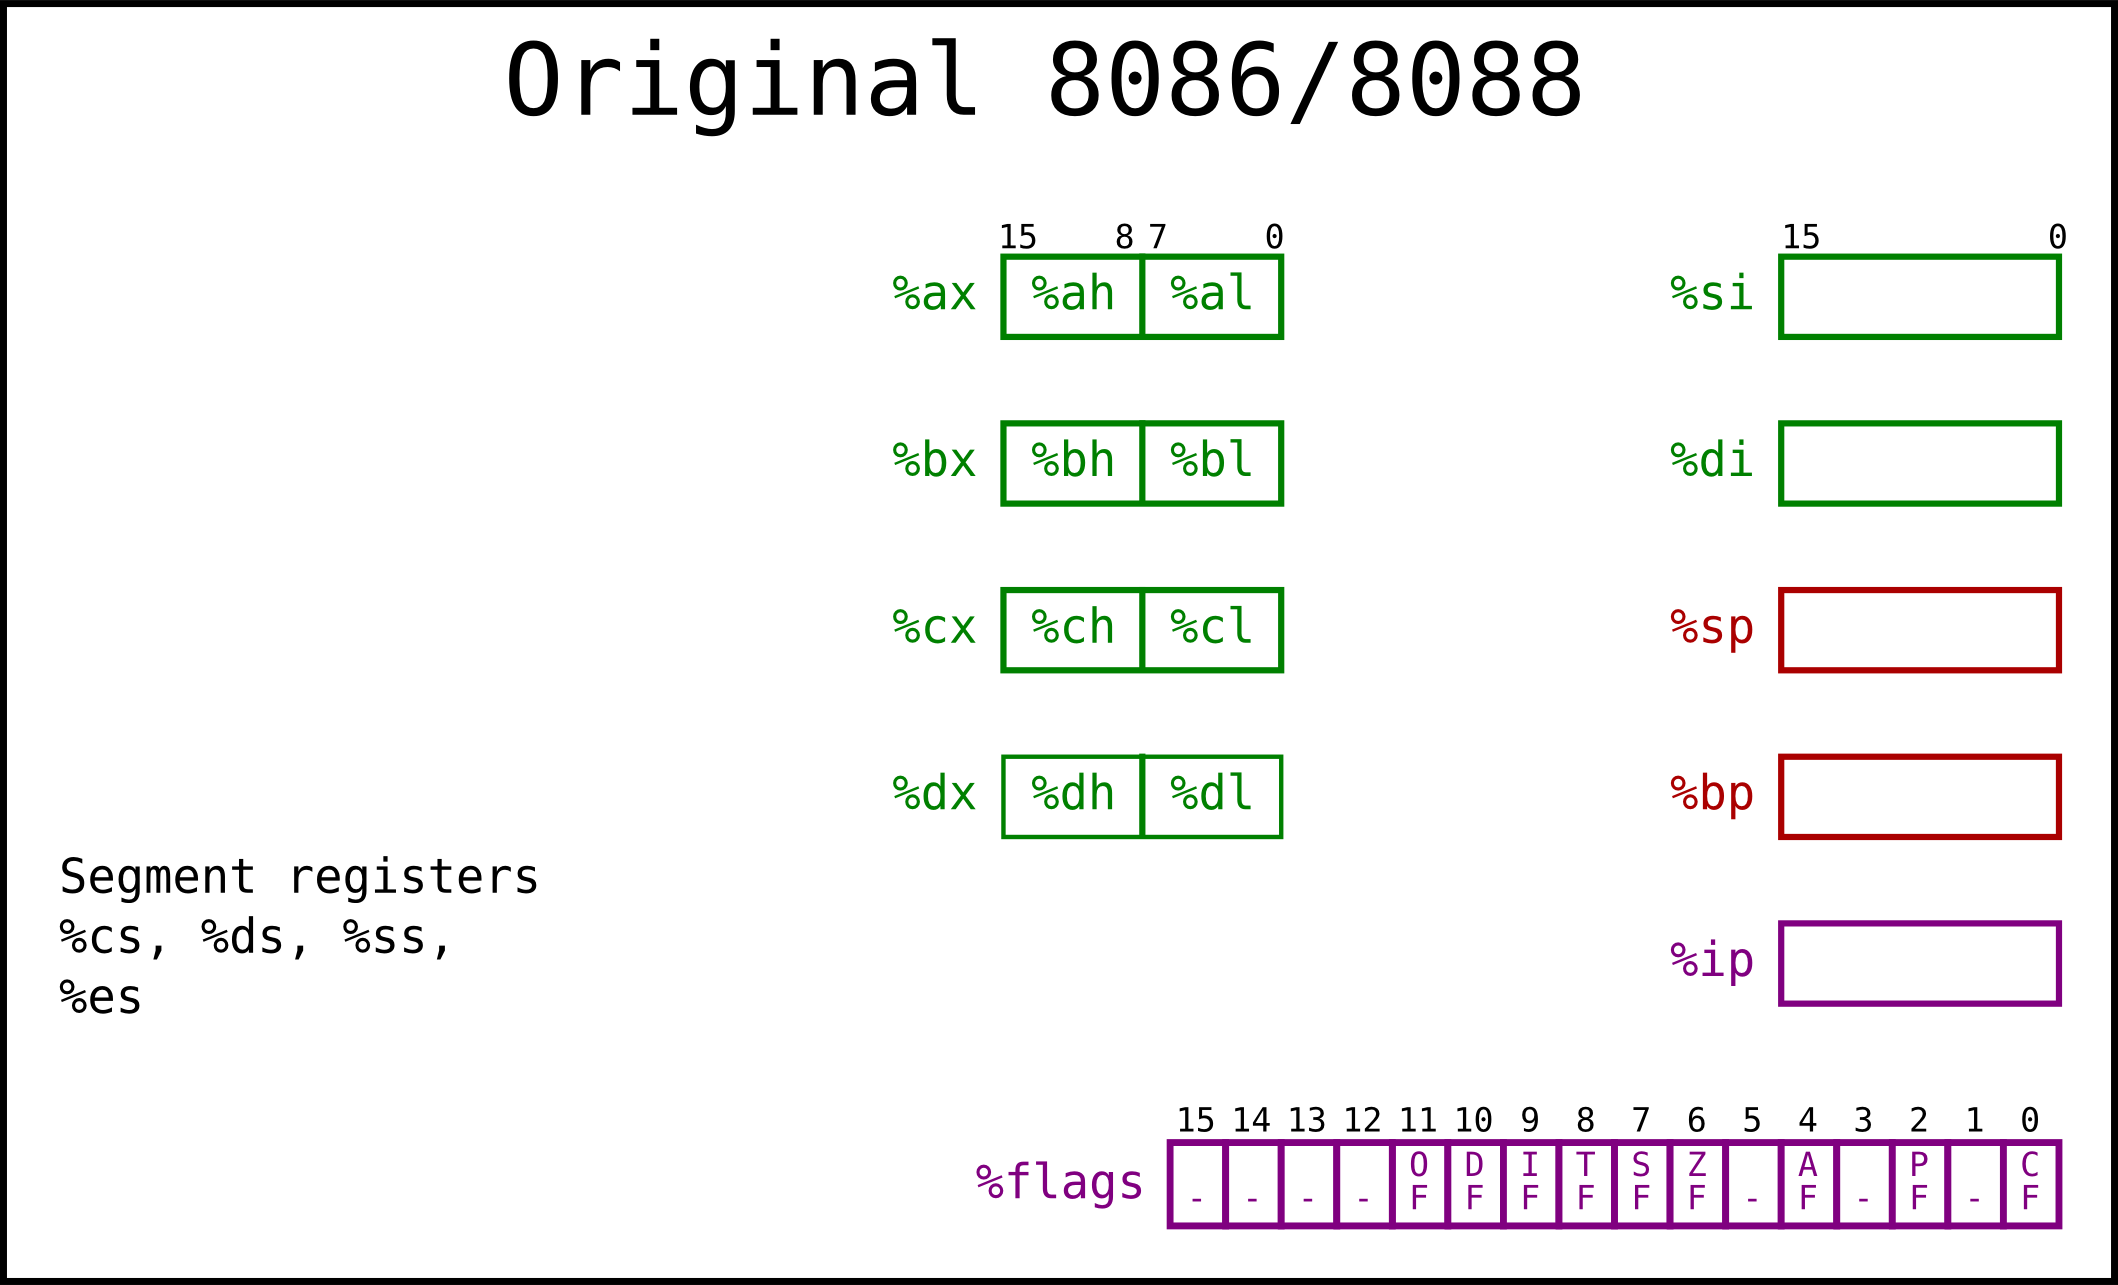 Original 8086/8088
15 8 7 0
%ax %ah %al
%bx %bh %bl
%cx %ch %cl
%dx %dh %dl
15 0
%si
%di
%sp
%bp
%ip
Segment registers
%cs, %ds, %ss,
%es
15 14 13 12 11 10 9 8 7 6 5 4 3 2 1 0
%flags - - - - OF DF IF TF SF ZF - AF - PF - CF